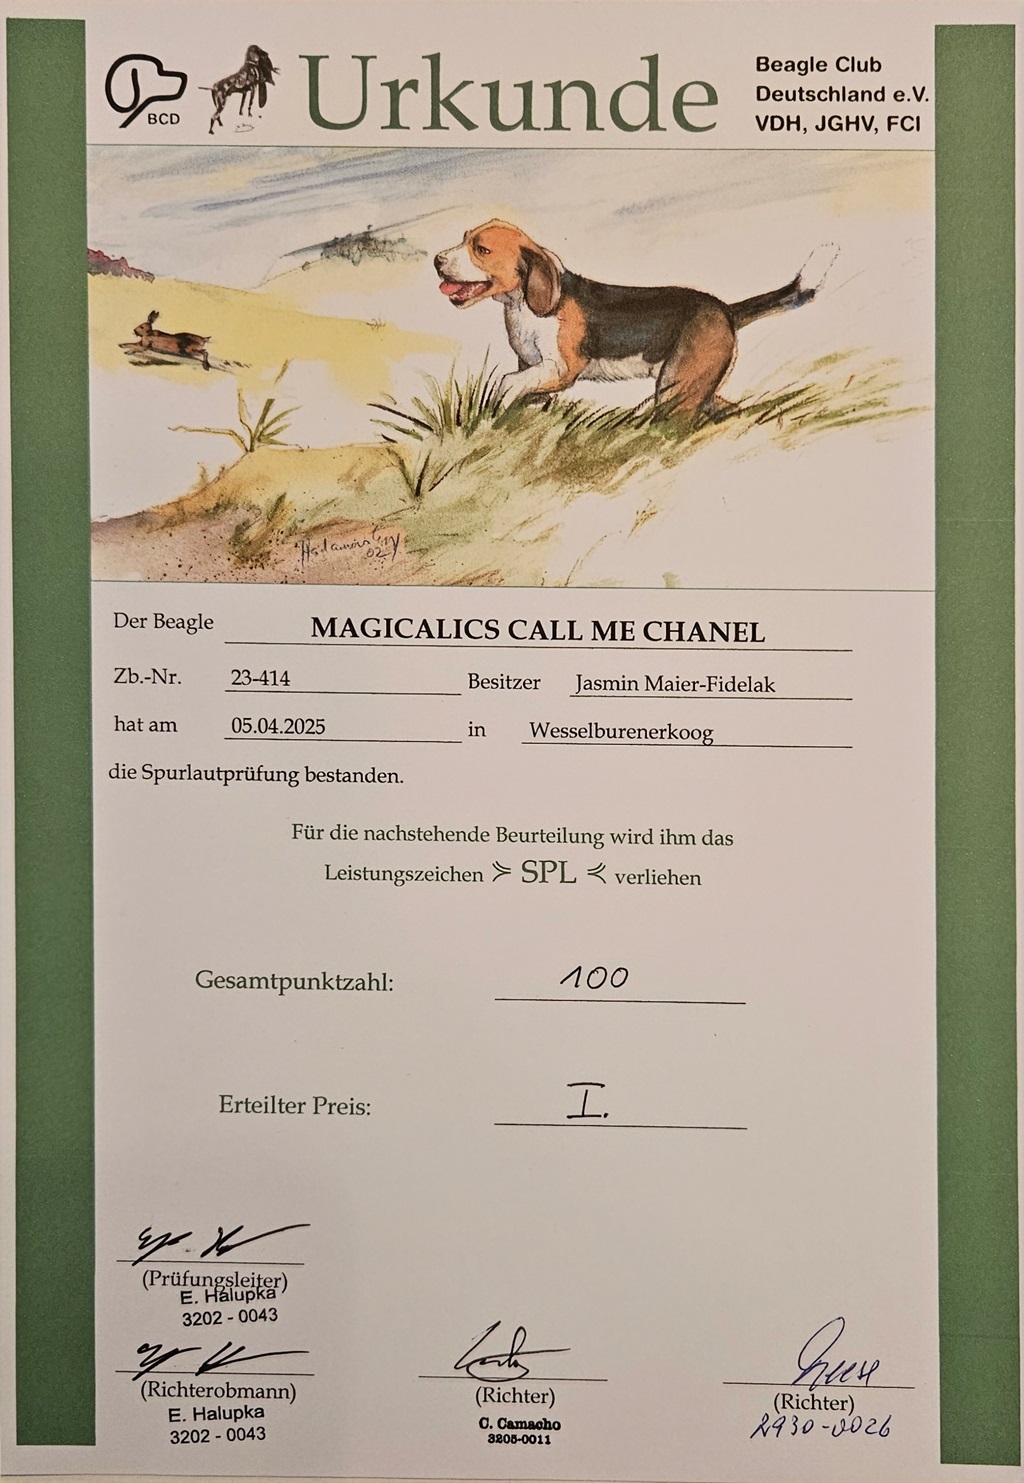 BCD
Urkunde
Beagle Club
Deutschland e.V.
VDH, JGHV, FCI
02
Der Beagle MAGICALICS CALL ME CHANEL
Zb.-Nr. 23-414 Besitzer Jasmin Maier-Fidelak
hat am 05.04.2025 in Wesselburenerkoog
die Spurlautprüfung bestanden.
Für die nachstehende Beurteilung wird ihm das
Leistungszeichen ⪼ SPL ⪻ verliehen
Gesamtpunktzahl: 100
Erteilter Preis: I.
(Prüfungsleiter)
E. Halupka
3202 - 0043
(Richterobmann)
E. Halupka
3202 - 0043
(Richter)
C. Camacho
3205-0011
(Richter)
2930-0026